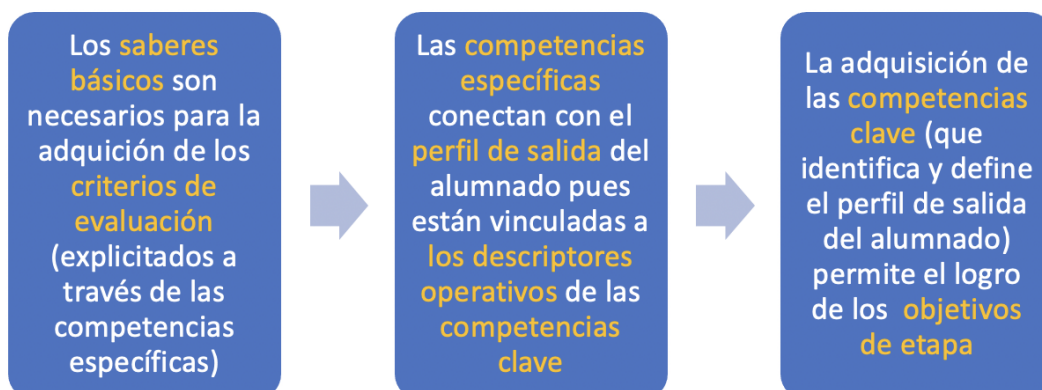 Los saberes
básicos son
necesarios para la
adquición de los
criterios de
evaluación
(explicitados a
través de las
competencias
específicas)
Las competencias
específicas
conectan con el
perfil de salida del
alumnado pues
están vinculadas a
los descriptores
operativos de las
competencias
clave
La adquisición de
las competencias
clave (que
identifica y define
el perfil de salida
del alumnado)
permite el logro
de los objetivos
de etapa